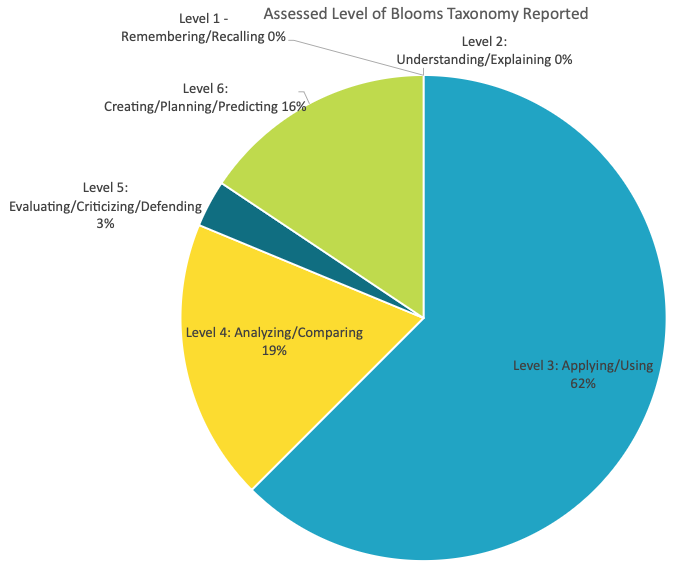 Assessed Level of Blooms Taxonomy Reported
Level 1 -
Remembering/Recalling 0%
Level 2:
Understanding/Explaining 0%
Level 6:
Creating/Planning/Predicting 16%
Level 5:
Evaluating/Criticizing/Defending
3%
Level 4: Analyzing/Comparing
19%
Level 3: Applying/Using
62%